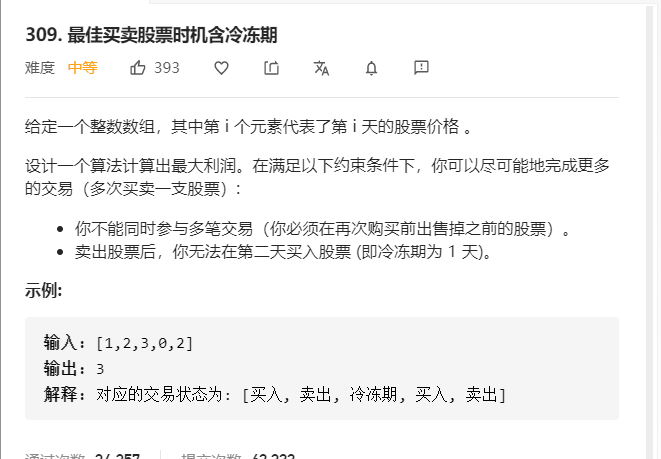 309. 最佳买卖股票时机含冷冻期
难度 中等 393
给定一个整数数组，其中第 i 个元素代表了第 i 天的股票价格 。
设计一个算法计算出最大利润。在满足以下约束条件下，你可以尽可能地完成更多
的交易（多次买卖一支股票）:
你不能同时参与多笔交易（你必须在再次购买前出售掉之前的股票）。
卖出股票后，你无法在第二天买入股票 (即冷冻期为 1 天)。
示例:
输入: [1,2,3,0,2]
输出: 3
解释: 对应的交易状态为: [买入, 卖出, 冷冻期, 买入, 卖出]
通过次数 提交次数